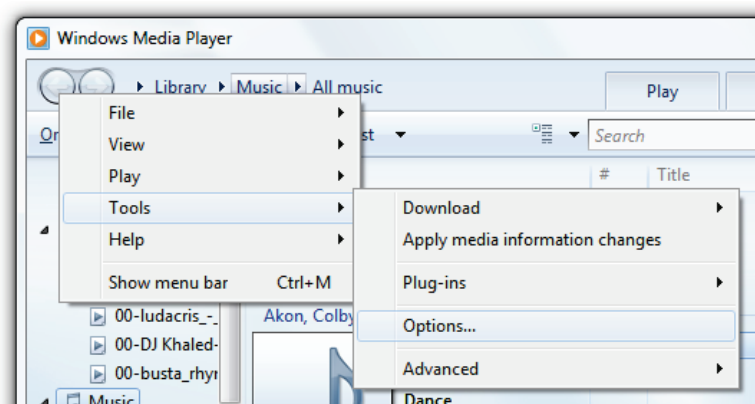 Windows Media Player
Library Music All music
Play
Search
File
View
Play
Tools
Help
Show menu bar Ctrl+M
# Title
Download
Apply media information changes
Plug-ins
Options...
Advanced
00-ludacris_-_
00-DJ Khaled-
00-busta_rhyr
Music
Akon, Colby
Dance